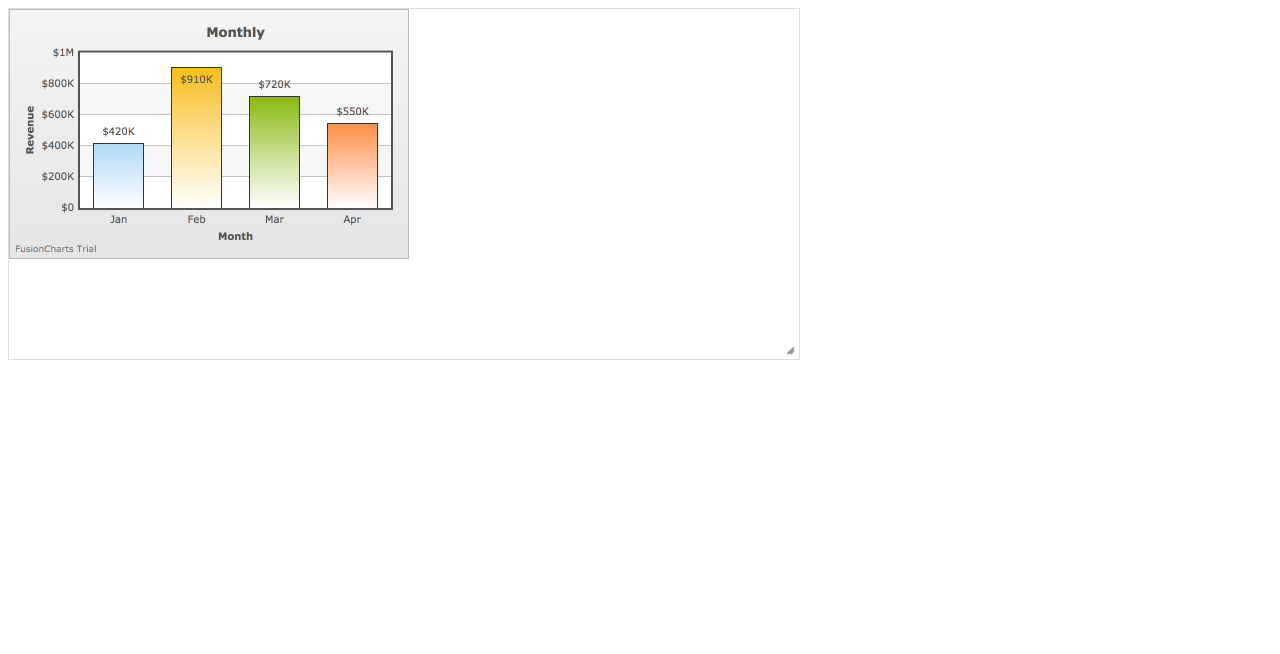 Monthly
$1M
$800K
$600K
$400K
$200K
$0
Revenue
$420K
$910K
$720K
$550K
Jan Feb Mar Apr
Month
FusionCharts Trial